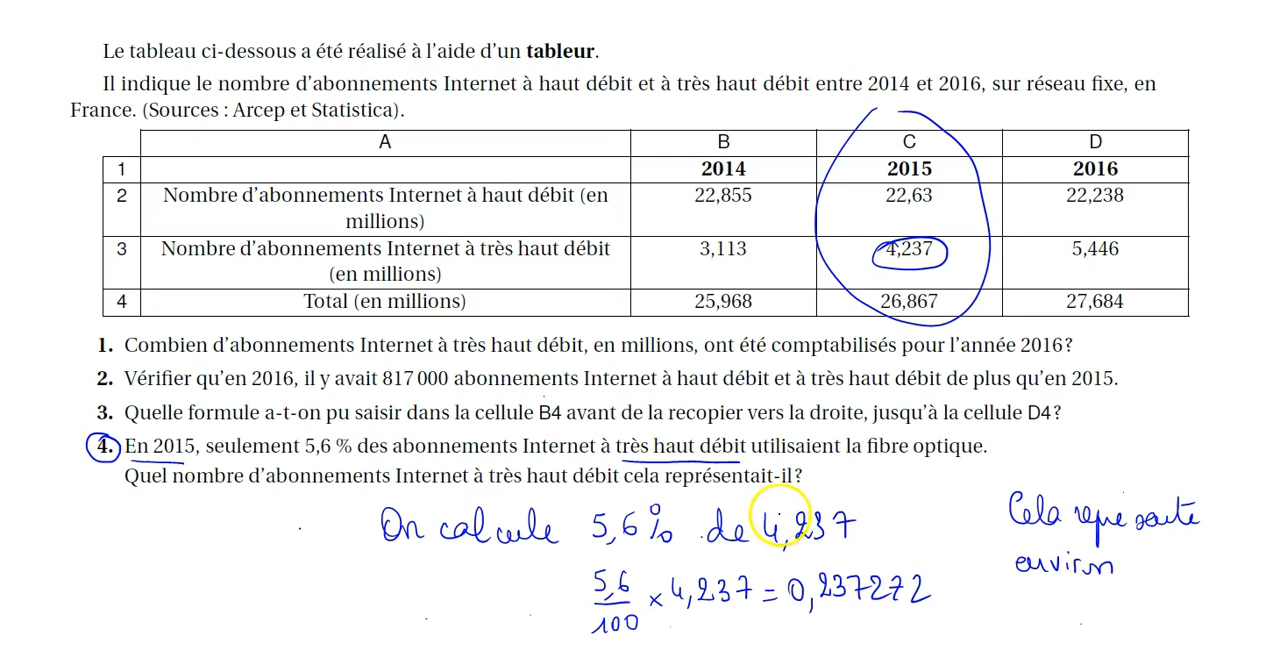 Le tableau ci-dessous a été réalisé à l'aide d'un tableur.
Il indique le nombre d'abonnements Internet à haut débit et à très haut débit entre 2014 et 2016, sur réseau fixe, en
France. (Sources : Arcep et Statistica).
A B C D
1 2014 2015 2016
2 Nombre d'abonnements Internet à haut débit (en 22,855 22,63 22,238
millions)
3 Nombre d'abonnements Internet à très haut débit 3,113 4,237 5,446
(en millions)
4 Total (en millions) 25,968 26,867 27,684
1. Combien d'abonnements Internet à très haut débit, en millions, ont été comptabilisés pour l'année 2016?
2. Vérifier qu'en 2016, il y avait 817 000 abonnements Internet à haut débit et à très haut débit de plus qu'en 2015.
3. Quelle formule a-t-on pu saisir dans la cellule B4 avant de la recopier vers la droite, jusqu'à la cellule D4?
4. En 2015, seulement 5,6 % des abonnements Internet à très haut débit utilisaient la fibre optique.
Quel nombre d'abonnements Internet à très haut débit cela représentait-il?
On calcule 5,6% de 4,237
5,6/100 × 4,237 = 0,237272
Cela représente
environ